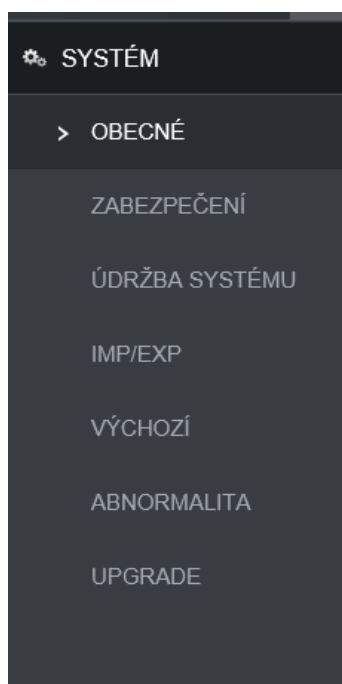 SYSTÉM
> OBECNÉ
ZABEZPEČENÍ
ÚDRŽBA SYSTÉMU
IMP/EXP
VÝCHOZÍ
ABNORMALITA
UPGRADE